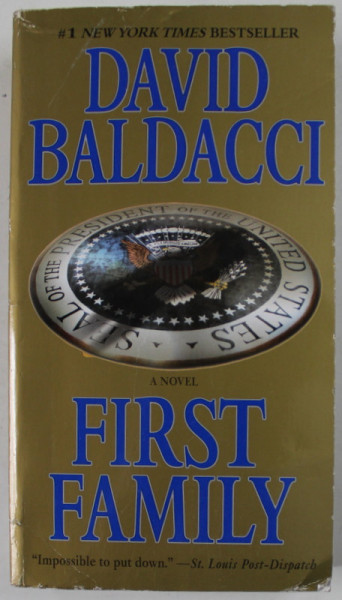 #1 NEW YORK TIMES BESTSELLER
DAVID
BALDACCI
SEAL OF THE PRESIDENT OF THE UNITED STATES
A NOVEL
FIRST
FAMILY
“Impossible to put down.” —St. Louis Post-Dispatch